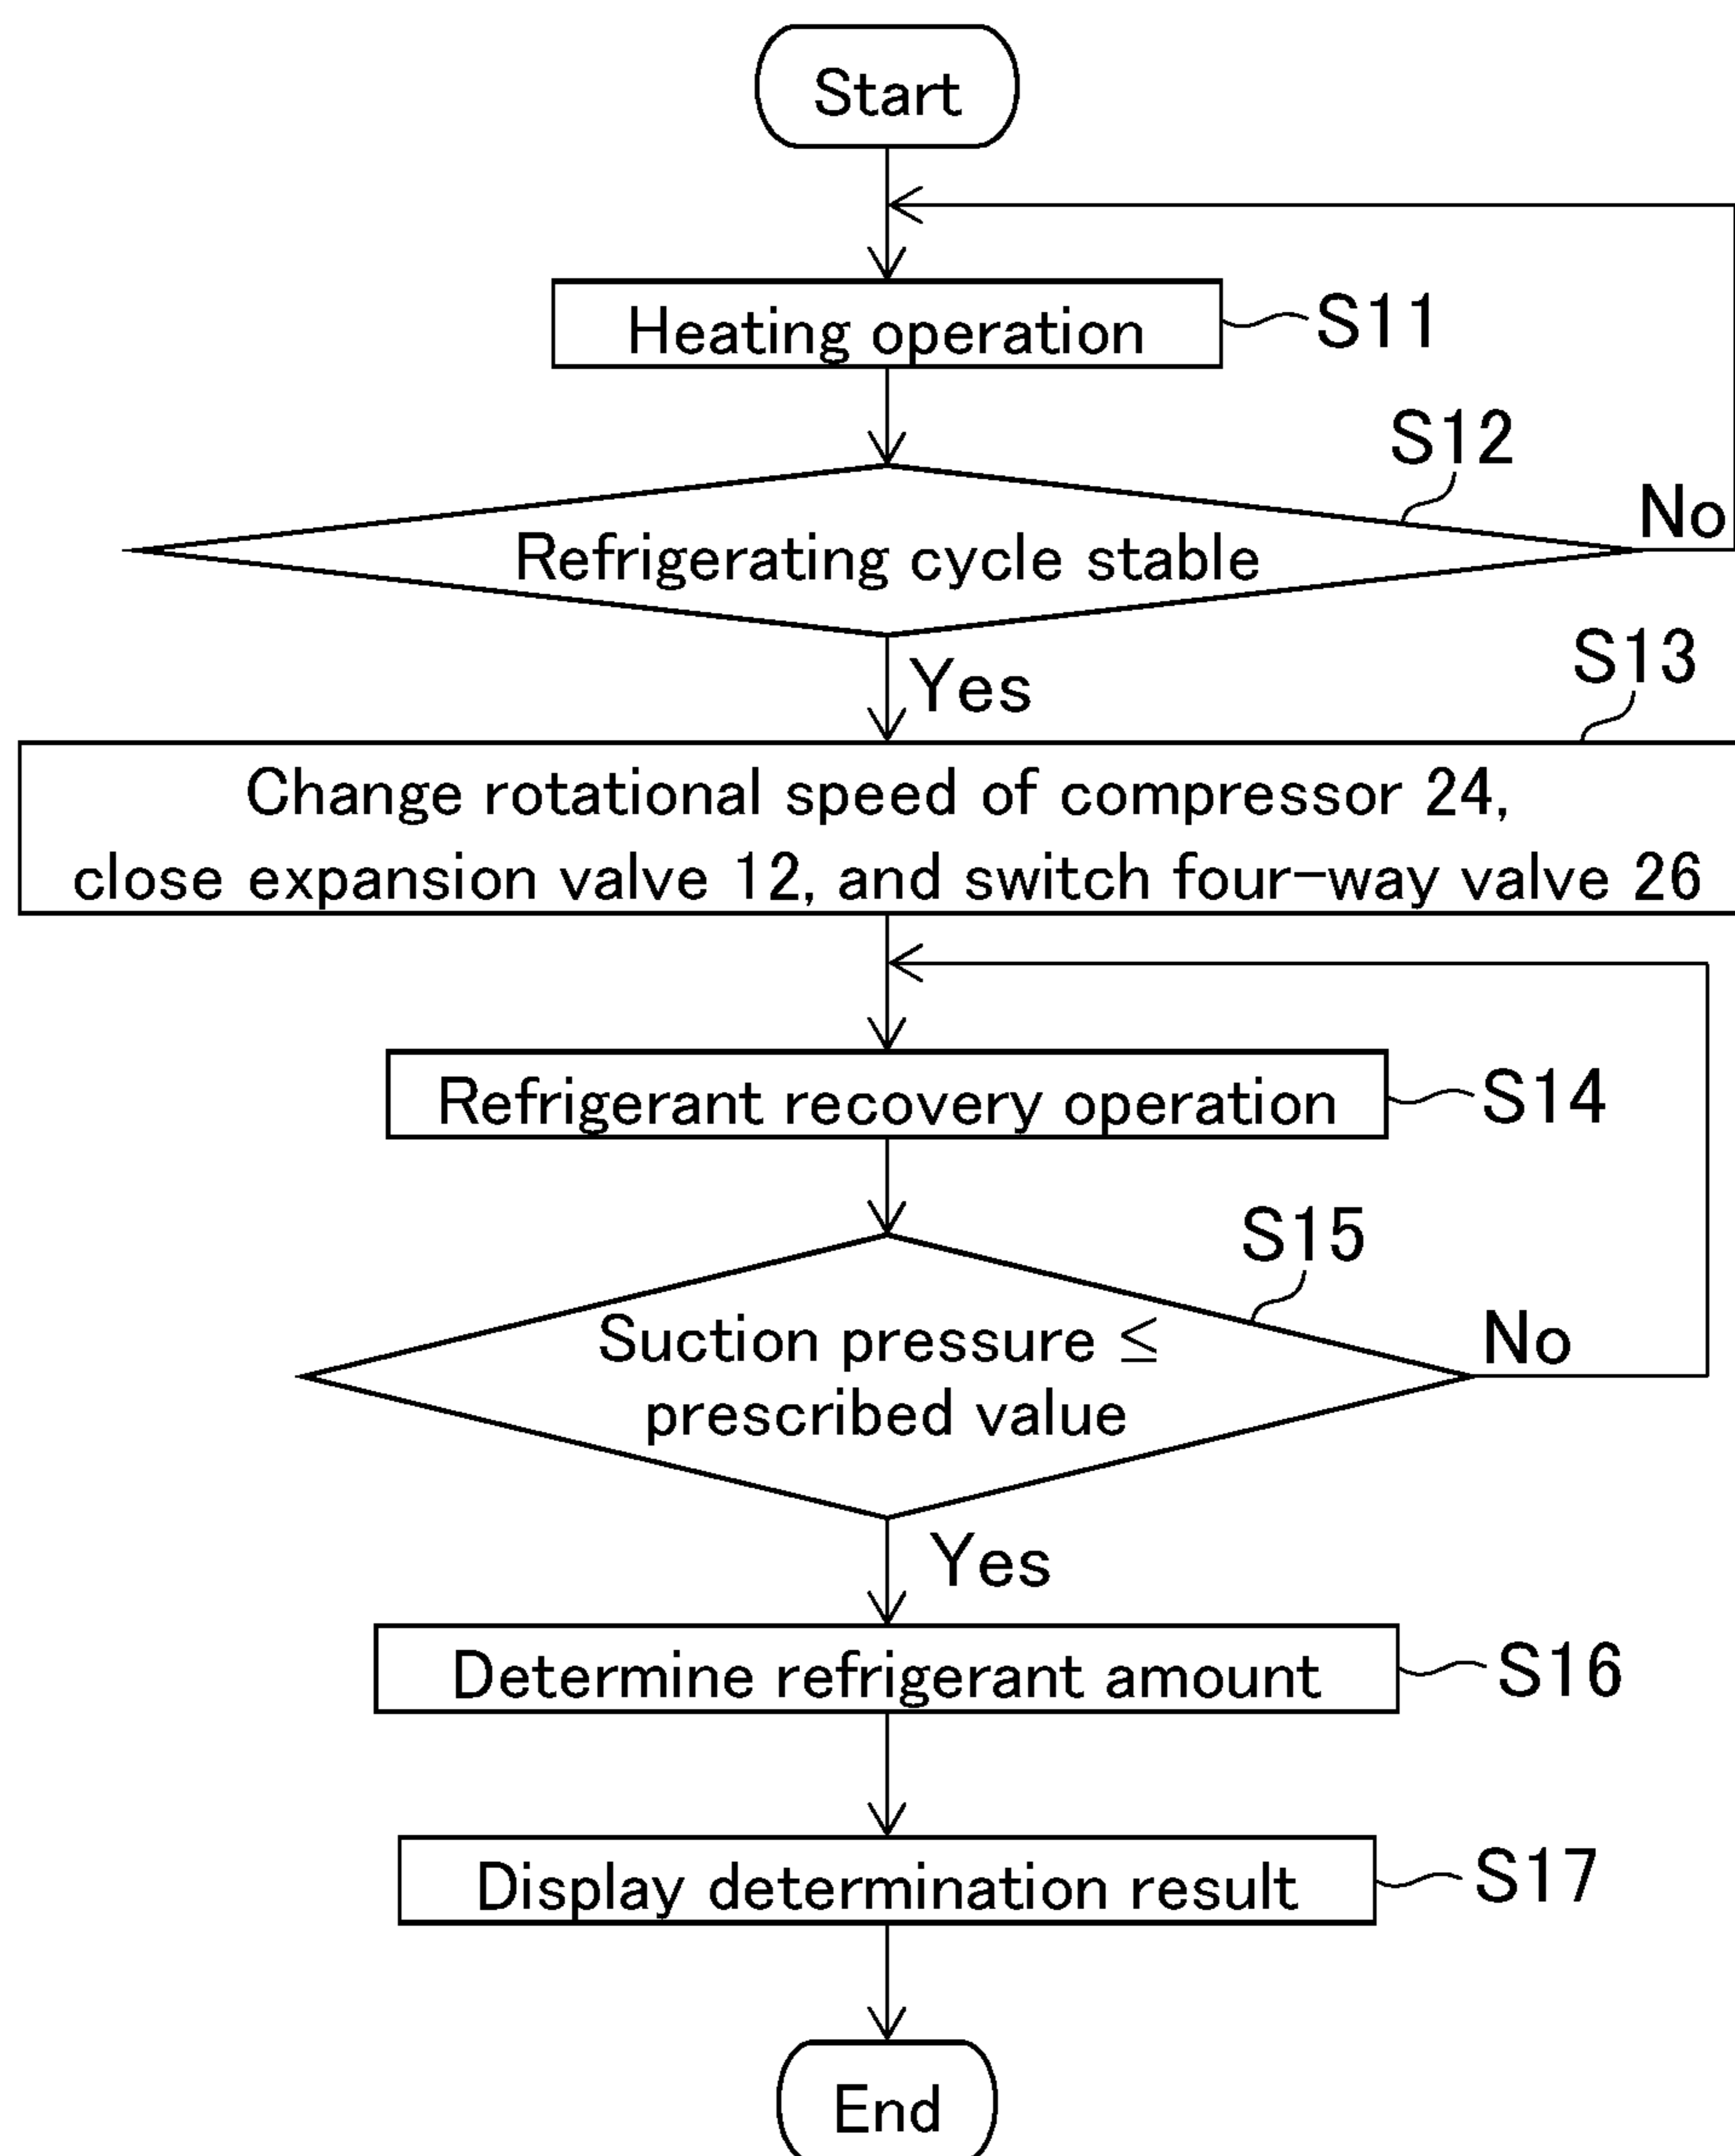 Start
Heating operation
S11
S12
Refrigerating cycle stable
No
Yes
S13
Change rotational speed of compressor 24,
close expansion valve 12, and switch four-way valve 26
Refrigerant recovery operation
S14
S15
Suction pressure ≤
prescribed value
No
Yes
Determine refrigerant amount
S16
Display determination result
S17
End